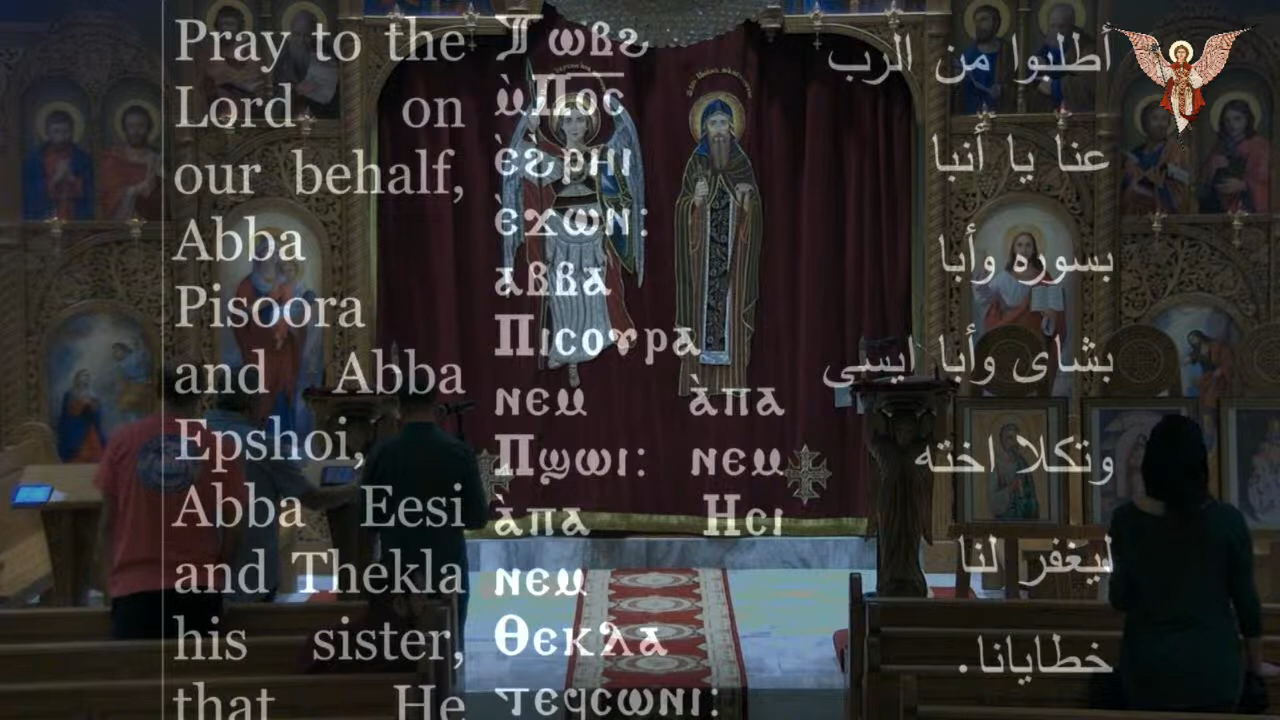 Pray to the
Lord on
our behalf,
Abba
Pisoora
and Abba
Epshoi,
Abba Eesi
and Thekla
his sister,
that He
Ⲧⲱⲃϩ
ⲙ̀Ⲡⲟ̅ⲥ̅
ⲉ̀ϩⲣⲏⲓ
ⲉ̀ϫⲱⲛ:
ⲁⲃⲃⲁ
Ⲡⲓⲥⲟⲩⲣⲁ
ⲛⲉⲙ ⲁ̀ⲡⲁ
Ⲡϣⲱⲓ: ⲛⲉⲙ
ⲁ̀ⲡⲁ Ⲏⲥⲓ
ⲛⲉⲙ
Ⲑⲉⲕⲗⲁ
ⲧⲉϥⲥⲱⲛⲓ:
أطلبوا من الرب
عنا يا أنبا
بسوره وأبا
بشاى وأبا ايسى
وتكلا اخته
ليغفر لنا
خطايانا.